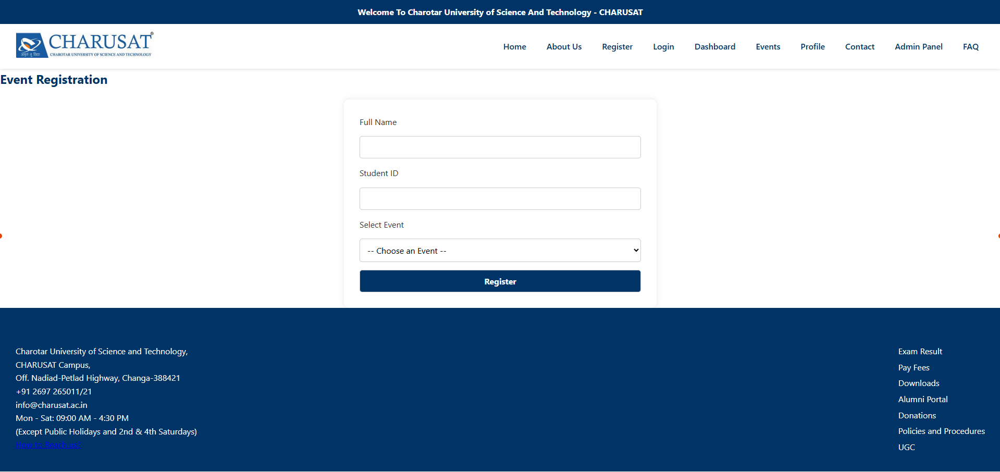 Welcome To Charotar University of Science And Technology - CHARUSAT
CHARUSAT®
CHAROTAR UNIVERSITY OF SCIENCE AND TECHNOLOGY
Home About Us Register Login Dashboard Events Profile Contact Admin Panel FAQ
Event Registration
Full Name
Student ID
Select Event
-- Choose an Event --
Register
Charotar University of Science and Technology,
CHARUSAT Campus,
Off. Nadiad-Petlad Highway, Changa-388421
+91 2697 265011/21
info@charusat.ac.in
Mon - Sat: 09:00 AM - 4:30 PM
(Except Public Holidays and 2nd & 4th Saturdays)
How to Reach us?
Exam Result
Pay Fees
Downloads
Alumni Portal
Donations
Policies and Procedures
UGC